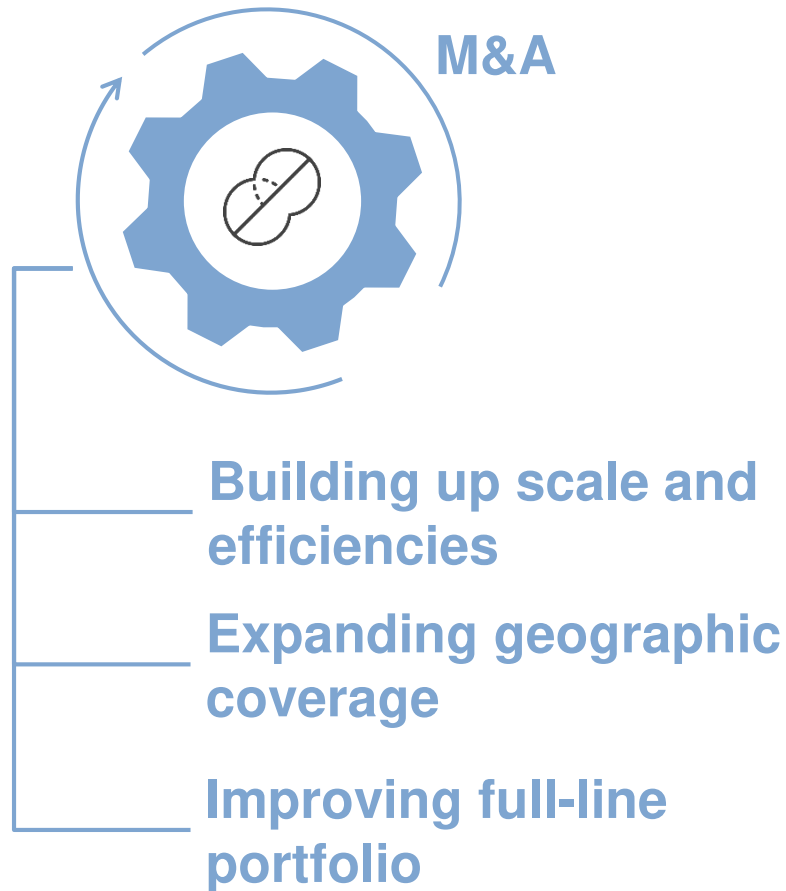 M&A
Building up scale and
efficiencies
Expanding geographic
coverage
Improving full-line
portfolio